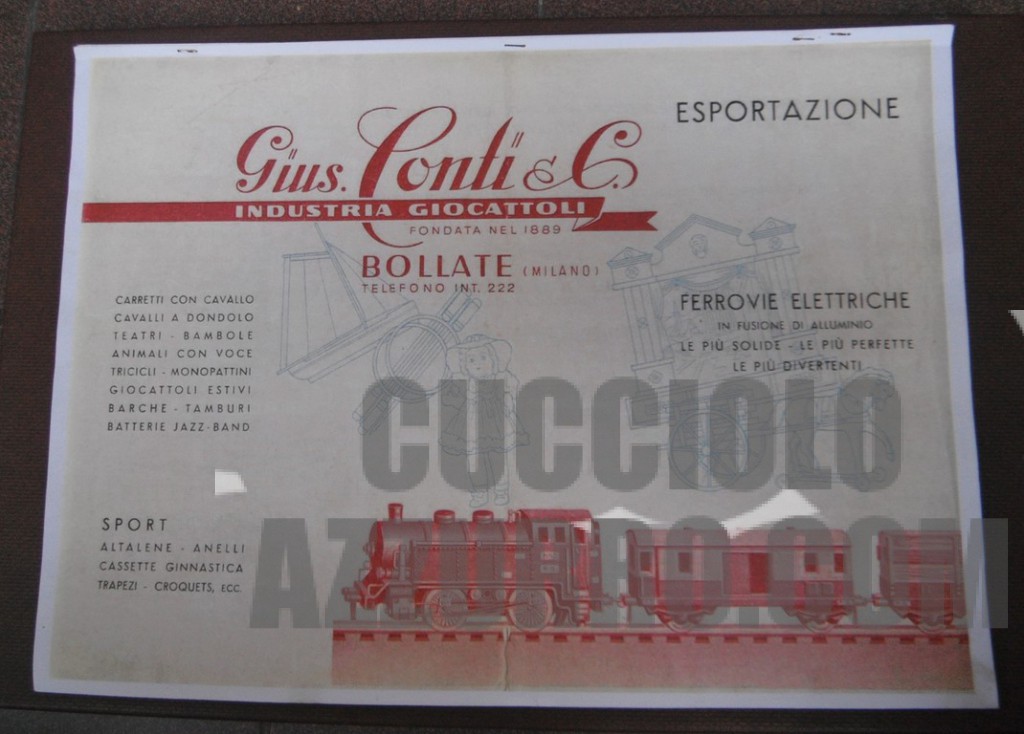 ESPORTAZIONE
Gius. Conti & C.
INDUSTRIA GIOCATTOLI
FONDATA NEL 1889
BOLLATE (MILANO)
TELEFONO INT. 222
CARRETTI CON CAVALLO
CAVALLI A DONDOLO
TEATRI - BAMBOLE
ANIMALI CON VOCE
TRICICLI - MONOPATTINI
GIOCATTOLI ESTIVI
BARCHE - TAMBURI
BATTERIE JAZZ-BAND
FERROVIE ELETTRICHE
IN FUSIONE DI ALLUMINIO
LE PIÙ SOLIDE - LE PIÙ PERFETTE
LE PIÙ DIVERTENTI
SPORT
ALTALENE - ANELLI
CASSETTE GINNASTICA
TRAPEZI - CROQUETS, ECC.
CUCCIOLO
AZZURRO.COM